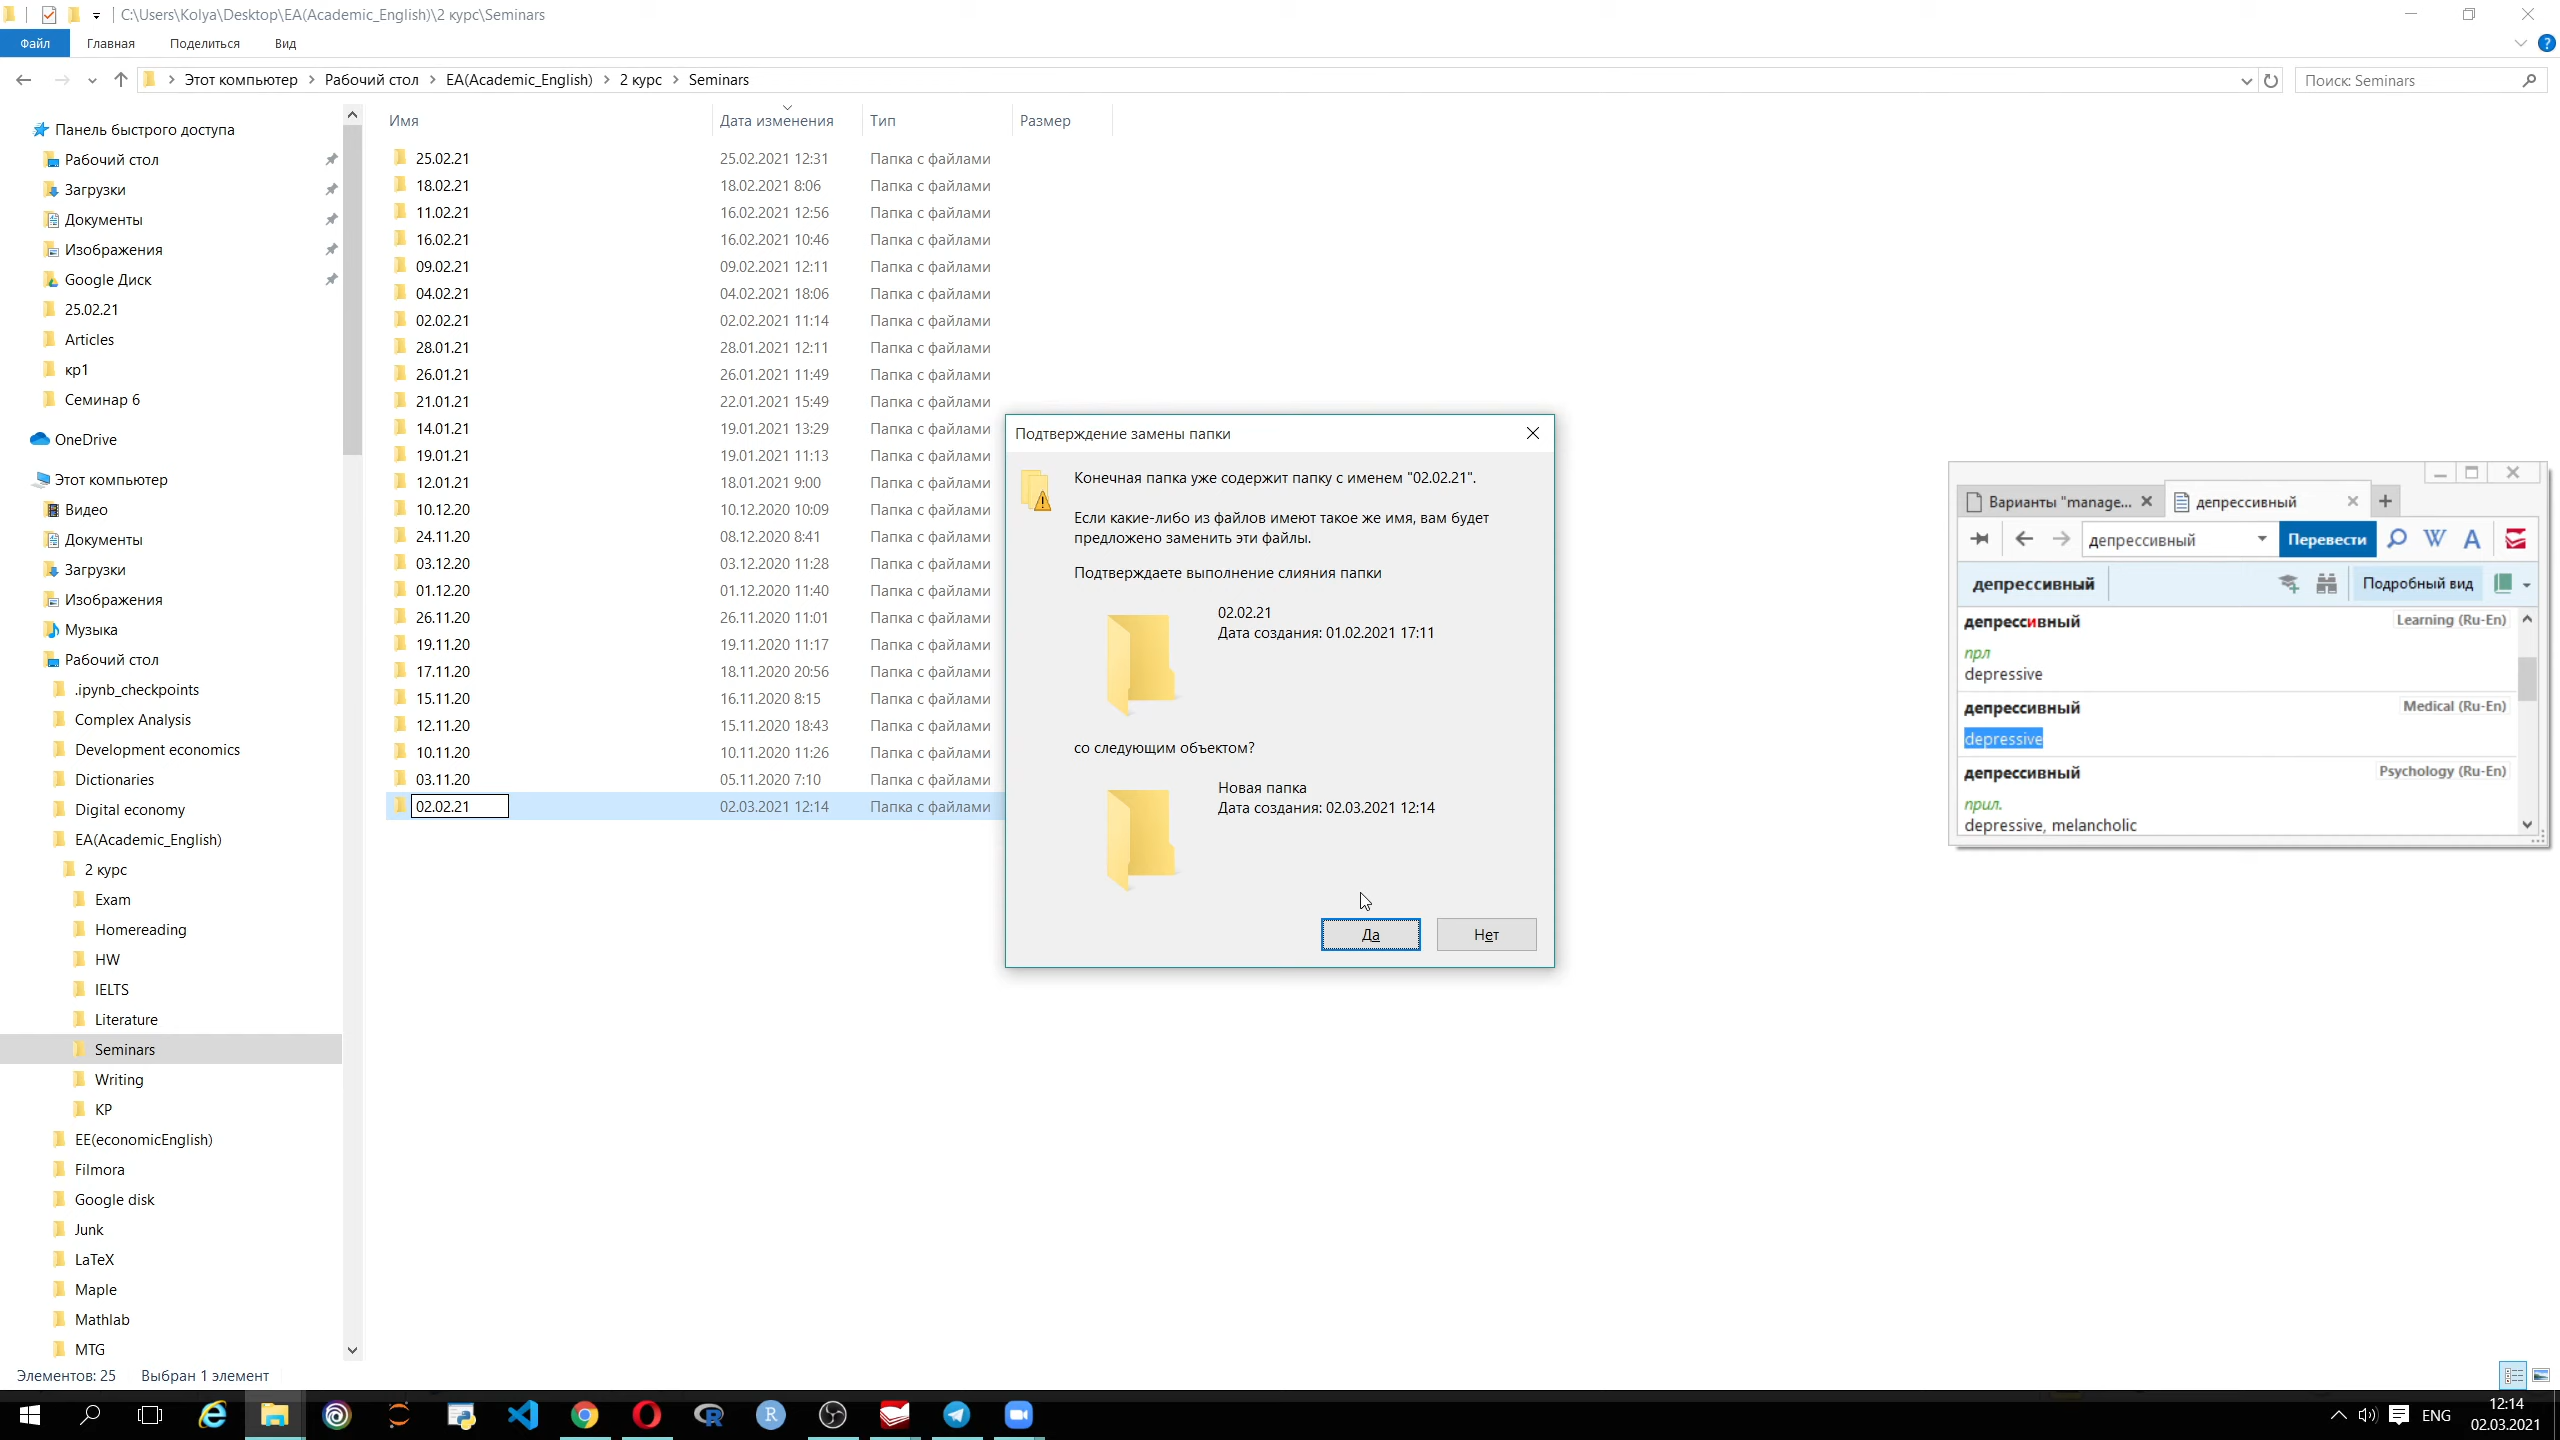 C:\Users\Kolya\Desktop\EA(Academic_English)\2 курс\Seminars
Файл Главная Поделиться Вид
Этот компьютер > Рабочий стол > EA(Academic_English) > 2 курс > Seminars
Поиск: Seminars
Имя Дата изменения Тип Размер
Панель быстрого доступа
Рабочий стол
Загрузки
Документы
Изображения
Google Диск
25.02.21
Articles
кр1
Семинар 6
OneDrive
Этот компьютер
Видео
Документы
Загрузки
Изображения
Музыка
Рабочий стол
.ipynb_checkpoints
Complex Analysis
Development economics
Dictionaries
Digital economy
EA(Academic_English)
2 курс
Exam
Homereading
HW
IELTS
Literature
Seminars
Writing
КР
EE(economicEnglish)
Filmora
Google disk
Junk
LaTeX
Maple
Mathlab
MTG
25.02.21 25.02.2021 12:31 Папка с файлами
18.02.21 18.02.2021 8:06 Папка с файлами
11.02.21 16.02.2021 12:56 Папка с файлами
16.02.21 16.02.2021 10:46 Папка с файлами
09.02.21 09.02.2021 12:11 Папка с файлами
04.02.21 04.02.2021 18:06 Папка с файлами
02.02.21 02.02.2021 11:14 Папка с файлами
28.01.21 28.01.2021 12:11 Папка с файлами
26.01.21 26.01.2021 11:49 Папка с файлами
21.01.21 22.01.2021 15:49 Папка с файлами
14.01.21 19.01.2021 13:29 Папка с файлами
19.01.21 19.01.2021 11:13 Папка с файлами
12.01.21 18.01.2021 9:00 Папка с файлами
10.12.20 10.12.2020 10:09 Папка с файлами
24.11.20 08.12.2020 8:41 Папка с файлами
03.12.20 03.12.2020 11:28 Папка с файлами
01.12.20 01.12.2020 11:40 Папка с файлами
26.11.20 26.11.2020 11:01 Папка с файлами
19.11.20 19.11.2020 11:17 Папка с файлами
17.11.20 18.11.2020 20:56 Папка с файлами
15.11.20 16.11.2020 8:15 Папка с файлами
12.11.20 15.11.2020 18:43 Папка с файлами
10.11.20 10.11.2020 11:26 Папка с файлами
03.11.20 05.11.2020 7:10 Папка с файлами
02.02.21 02.03.2021 12:14 Папка с файлами
Подтверждение замены папки
Конечная папка уже содержит папку с именем "02.02.21".
Если какие-либо из файлов имеют такое же имя, вам будет
предложено заменить эти файлы.
Подтверждаете выполнение слияния папки
02.02.21
Дата создания: 01.02.2021 17:11
со следующим объектом?
Новая папка
Дата создания: 02.03.2021 12:14
Да Нет
Варианты "manage... депрессивный
депрессивный Перевести
депрессивный Подробный вид
депрессивный Learning (Ru-En)
прл
depressive
депрессивный Medical (Ru-En)
depressive
депрессивный Psychology (Ru-En)
прил.
depressive, melancholic
Элементов: 25 Выбран 1 элемент
ENG
12:14
02.03.2021